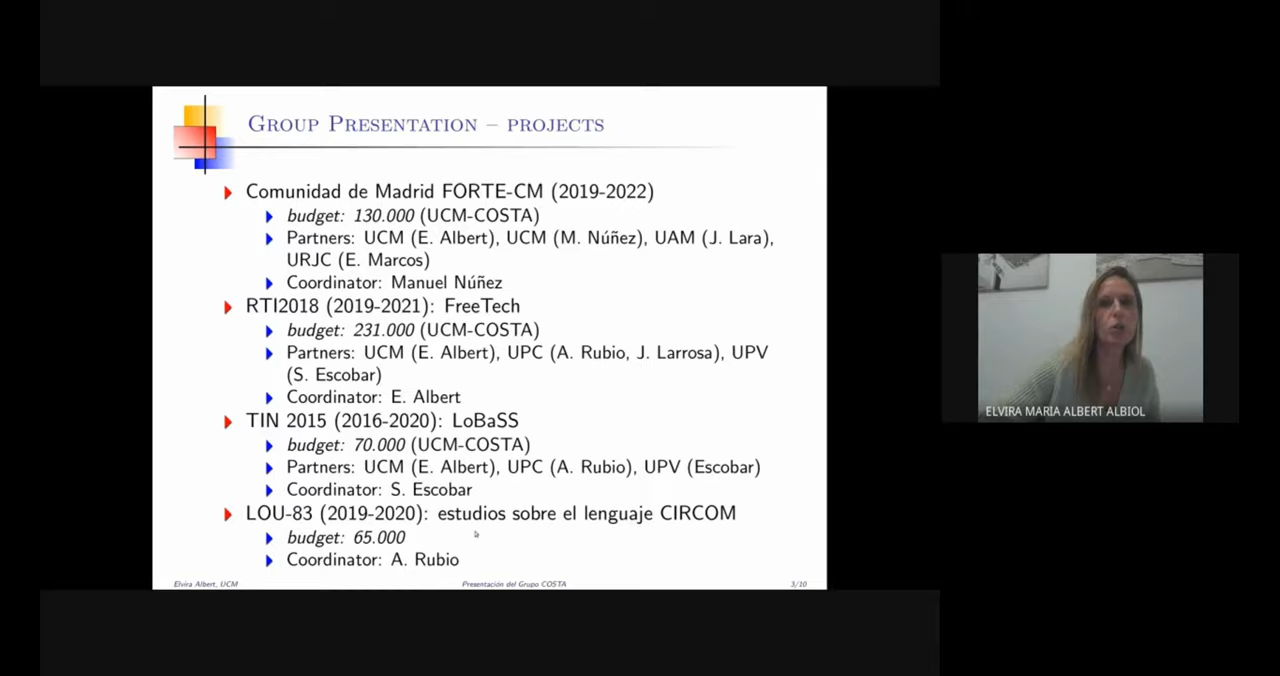 GROUP PRESENTATION – PROJECTS
Comunidad de Madrid FORTE-CM (2019-2022)
budget: 130.000 (UCM-COSTA)
Partners: UCM (E. Albert), UCM (M. Núñez), UAM (J. Lara),
URJC (E. Marcos)
Coordinator: Manuel Núñez
RTI2018 (2019-2021): FreeTech
budget: 231.000 (UCM-COSTA)
Partners: UCM (E. Albert), UPC (A. Rubio, J. Larrosa), UPV
(S. Escobar)
Coordinator: E. Albert
TIN 2015 (2016-2020): LoBaSS
budget: 70.000 (UCM-COSTA)
Partners: UCM (E. Albert), UPC (A. Rubio), UPV (Escobar)
Coordinator: S. Escobar
LOU-83 (2019-2020): estudios sobre el lenguaje CIRCOM
budget: 65.000
Coordinator: A. Rubio
Elvira Albert, UCM
Presentación del Grupo COSTA
3/10
ELVIRA MARIA ALBERT ALBIOL